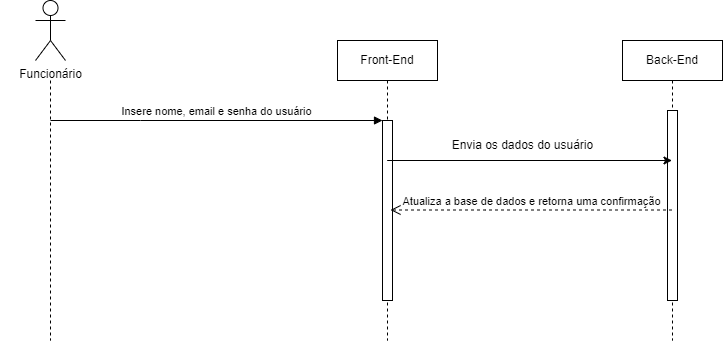 Funcionário
Front-End
Back-End
Insere nome, email e senha do usuário
Envia os dados do usuário
Atualiza a base de dados e retorna uma confirmação